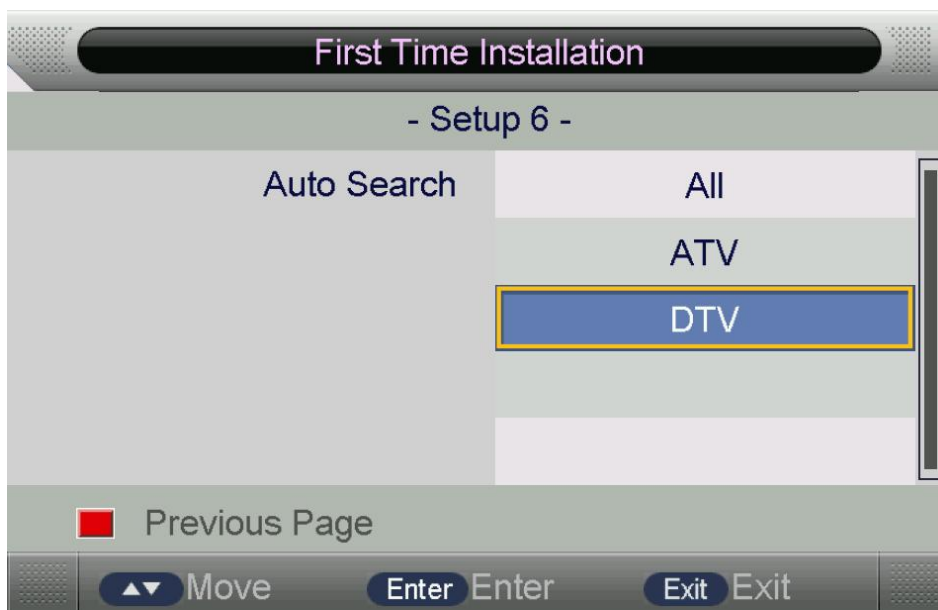 First Time Installation
- Setup 6 -
Auto Search All
ATV
DTV
Previous Page
Move Enter Enter Exit Exit